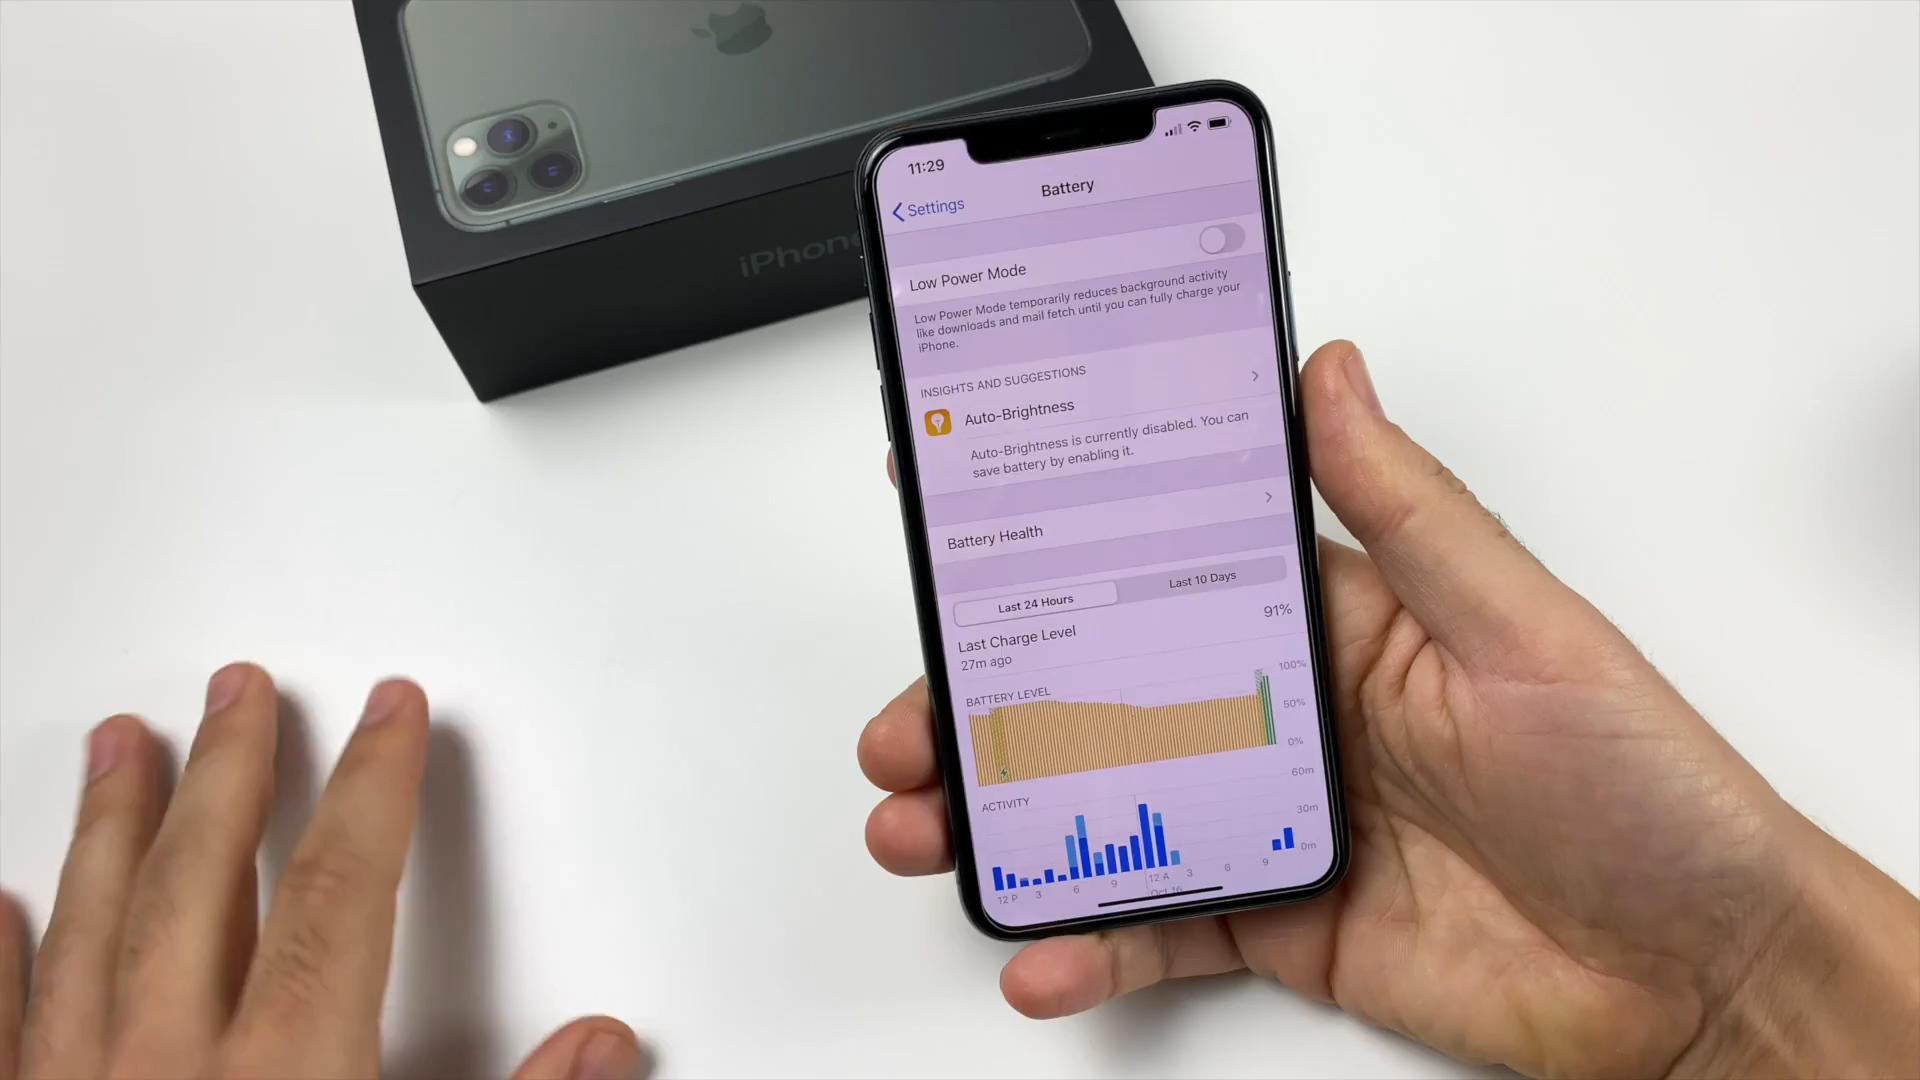 iPhone
11:29
Settings
Battery
Low Power Mode
Low Power Mode temporarily reduces background activity
like downloads and mail fetch until you can fully charge your
iPhone.
INSIGHTS AND SUGGESTIONS
Auto-Brightness
Auto-Brightness is currently disabled. You can
save battery by enabling it.
Battery Health
Last 24 Hours
Last 10 Days
Last Charge Level
91%
27m ago
BATTERY LEVEL
100%
50%
0%
ACTIVITY
60m
30m
0m
12 P 3 6 9 12 A 3 6 9
Oct 16